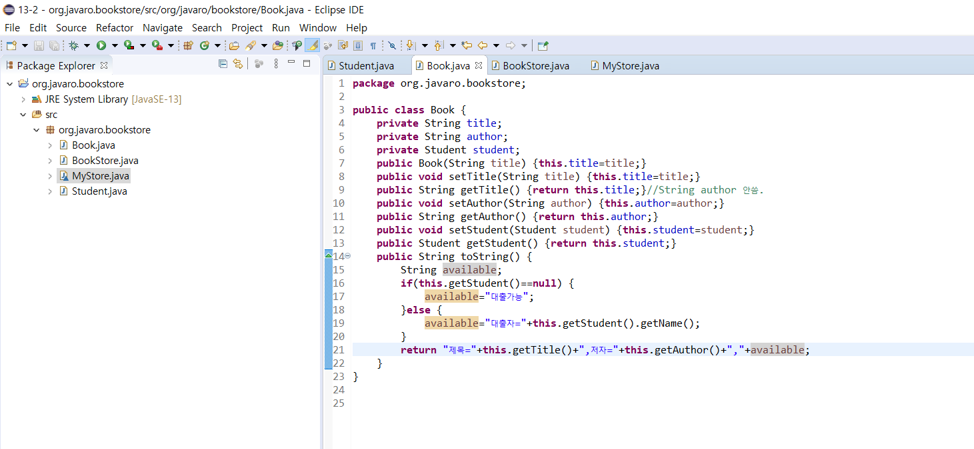 13-2 - org.javaro.bookstore/src/org/javaro/bookstore/Book.java - Eclipse IDE
File Edit Source Refactor Navigate Search Project Run Window Help
Package Explorer
org.javaro.bookstore
JRE System Library [JavaSE-13]
src
org.javaro.bookstore
Book.java
BookStore.java
MyStore.java
Student.java
Student.java Book.java BookStore.java MyStore.java
1 package org.javaro.bookstore;
2
3 public class Book {
4 private String title;
5 private String author;
6 private Student student;
7 public Book(String title) {this.title=title;}
8 public void setTitle(String title) {this.title=title;}
9 public String getTitle() {return this.title;}//String author 안씀.
10 public void setAuthor(String author) {this.author=author;}
11 public String getAuthor() {return this.author;}
12 public void setStudent(Student student) {this.student=student;}
13 public Student getStudent() {return this.student;}
14 public String toString() {
15 String available;
16 if(this.getStudent()==null) {
17 available="대출가능";
18 }else {
19 available="대출자="+this.getStudent().getName();
20 }
21 return "제목="+this.getTitle()+",저자="+this.getAuthor()+","+available;
22 }
23 }
24
25